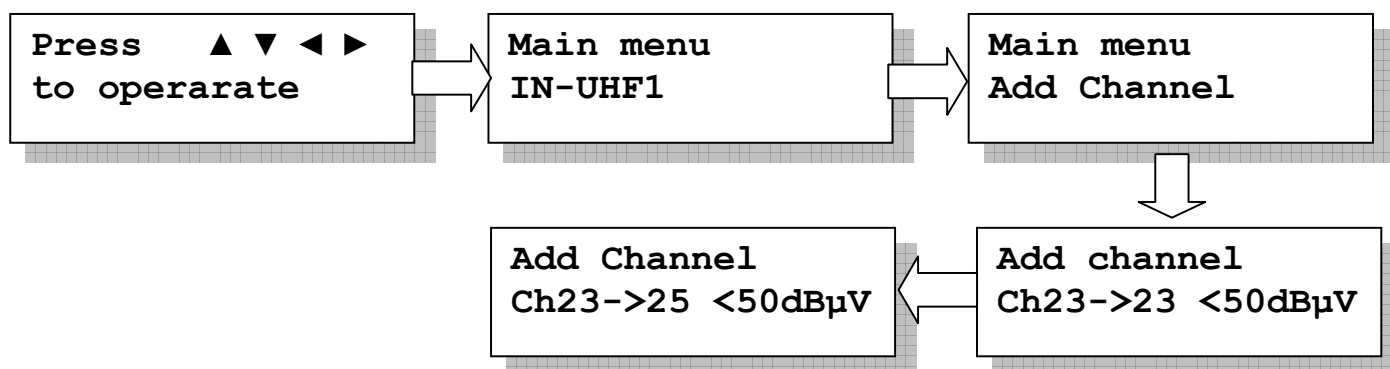 Press ▲ ▼ ◄ ►
to operarate
Main menu
IN-UHF1
Main menu
Add Channel
Add channel
Ch23->23 <50dBµV
Add Channel
Ch23->25 <50dBµV